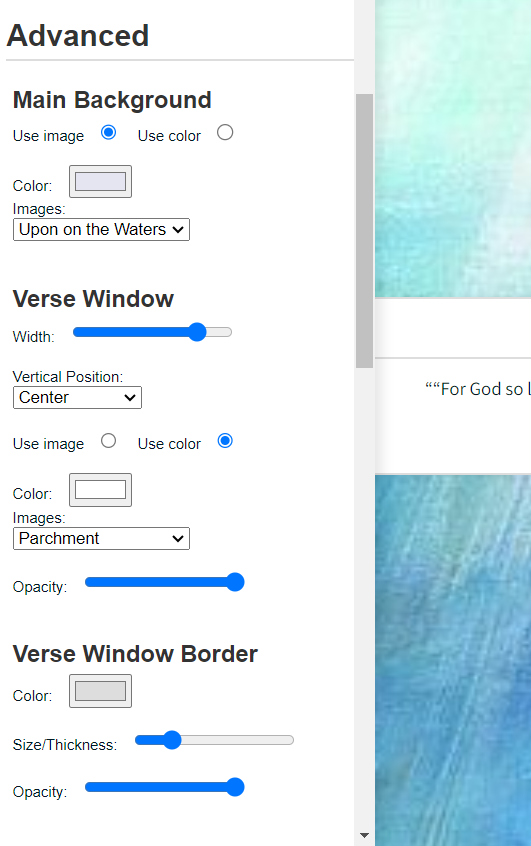 Advanced
Main Background
Use image Use color
Color:
Images:
Upon on the Waters
Verse Window
Width:
Vertical Position:
Center
Use image Use color
Color:
Images:
Parchment
Opacity:
Verse Window Border
Color:
Size/Thickness:
Opacity:
““For God so